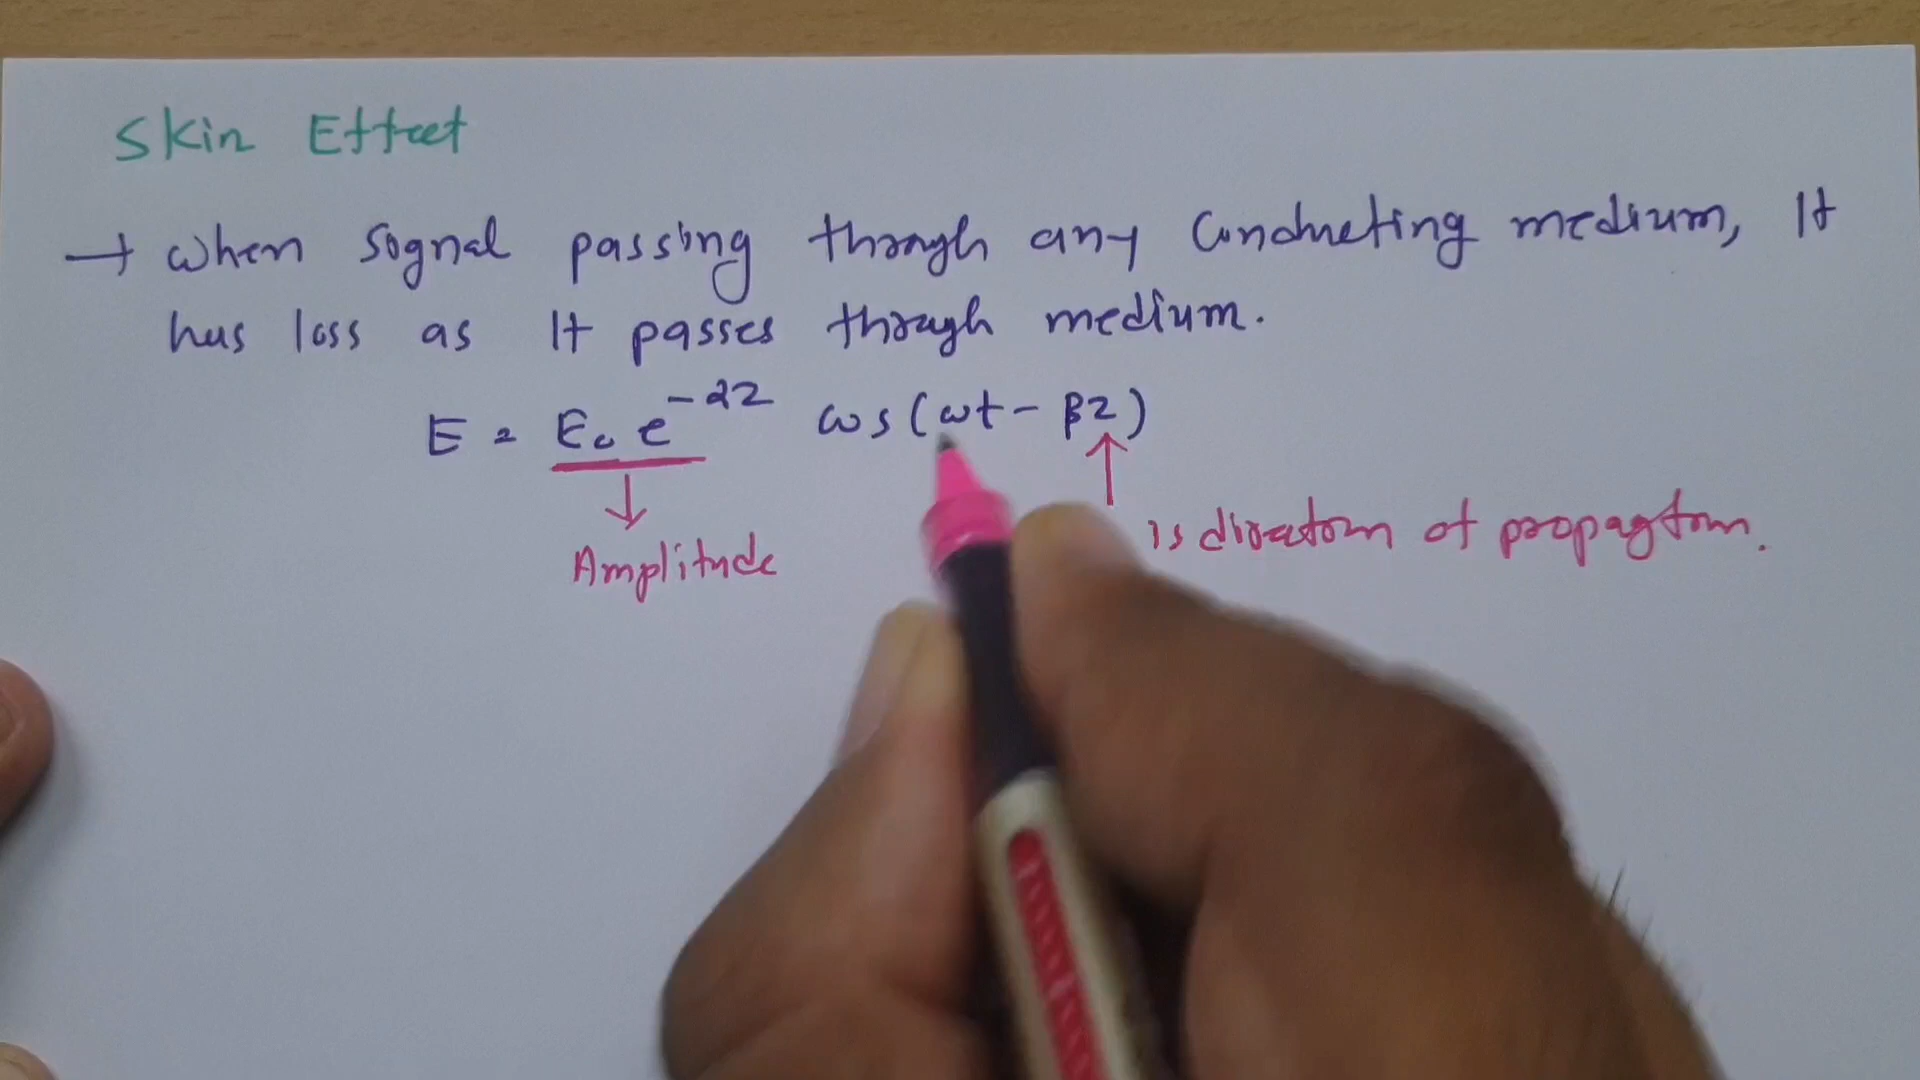 Skin Effect
→ when signal passing through any conducting medium, It
has loss as It passes through medium.
E = E₀ e^-αz cos(ωt - βz)
↓ ↑
is direction of propagtion.
Amplitude